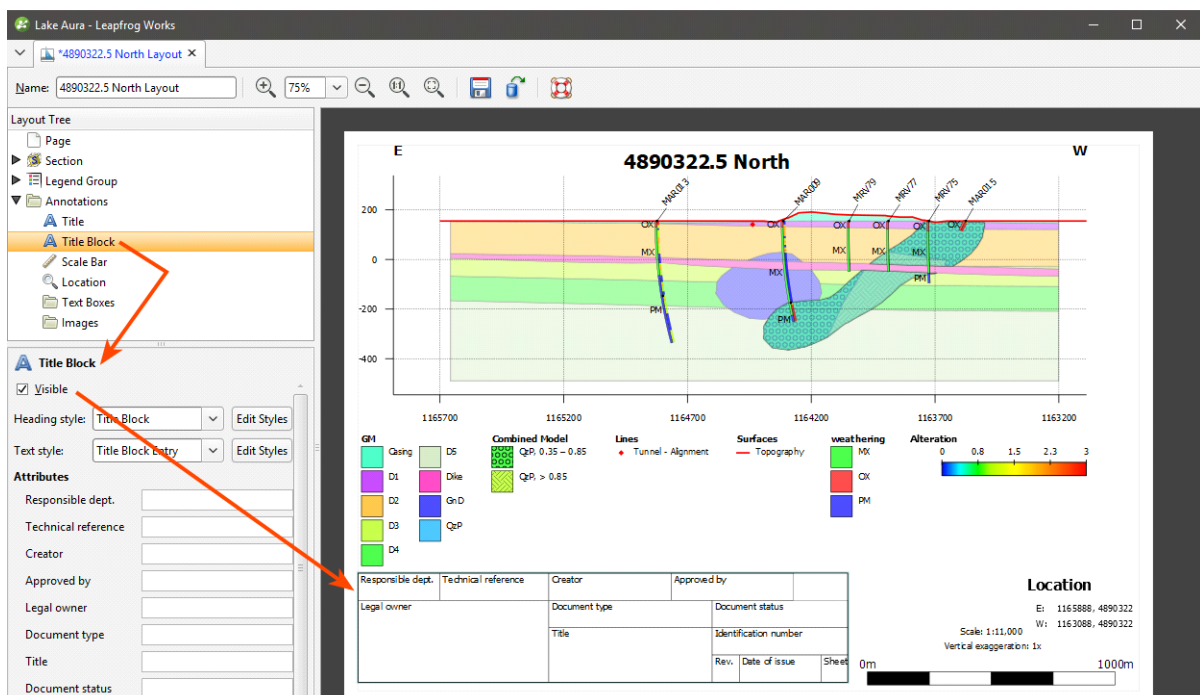 Lake Aura - Leapfrog Works
*4890322.5 North Layout
Name: 4890322.5 North Layout 75% 1:1
Layout Tree
Page
Section
Legend Group
Annotations
Title
Title Block
Scale Bar
Location
Text Boxes
Images
Title Block
Visible
Heading style: Title Block Edit Styles
Text style: Title Block Entry Edit Styles
Attributes
Responsible dept.
Technical reference
Creator
Approved by
Legal owner
Document type
Title
Document status
E W
4890322.5 North
MAR013 MAR009 MRV79 MRV77 MRV75 MAR015
200
0
-200
-400
OX OX OX OX OX OX
MX MX MX MX MX
PM PM PM
1165700 1165200 1164700 1164200 1163700 1163200
GM Combined Model Lines Surfaces weathering Alteration
Casing D5 QzP, 0.35 – 0.85 Tunnel - Alignment Topography MX 0 0.8 1.5 2.3 3
D1 Dike QzP, > 0.85 OX
D2 GnD PM
D3 QzP
D4
Responsible dept. Technical reference Creator Approved by
Legal owner Document type Document status
Title Identification number
Rev. Date of issue Sheet
Location
E: 1165888, 4890322
W: 1163088, 4890322
Scale: 1:11,000
Vertical exaggeration: 1x
0m 1000m